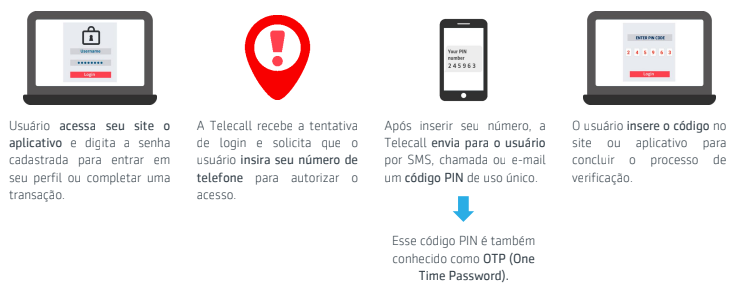 Username
Login
Usuário acessa seu site o
aplicativo e digita a senha
cadastrada para entrar em
seu perfil ou completar uma
transação.
A Telecall recebe a tentativa
de login e solicita que o
usuário insira seu número de
telefone para autorizar o
acesso.
Your PIN
number
2 4 5 9 6 3
Após inserir seu número, a
Telecall envia para o usuário
por SMS, chamada ou e-mail
um código PIN de uso único.
Esse código PIN é também
conhecido como OTP (One
Time Password).
ENTER PIN CODE
2 4 5 9 6 3
Login
O usuário insere o código no
site ou aplicativo para
concluir o processo de
verificação.